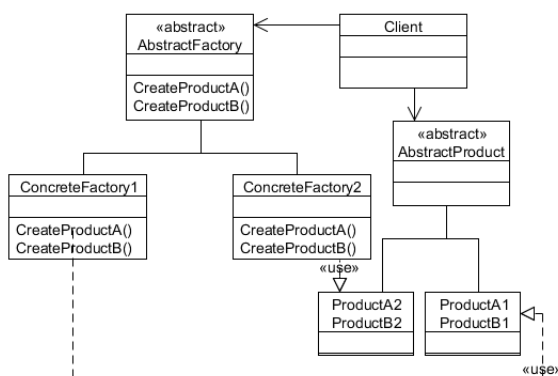 «abstract»
AbstractFactory
CreateProductA()
CreateProductB()
Client
«abstract»
AbstractProduct
ConcreteFactory1
CreateProductA()
CreateProductB()
ConcreteFactory2
CreateProductA()
CreateProductB()
«use»
ProductA2
ProductB2
ProductA1
ProductB1
«use»